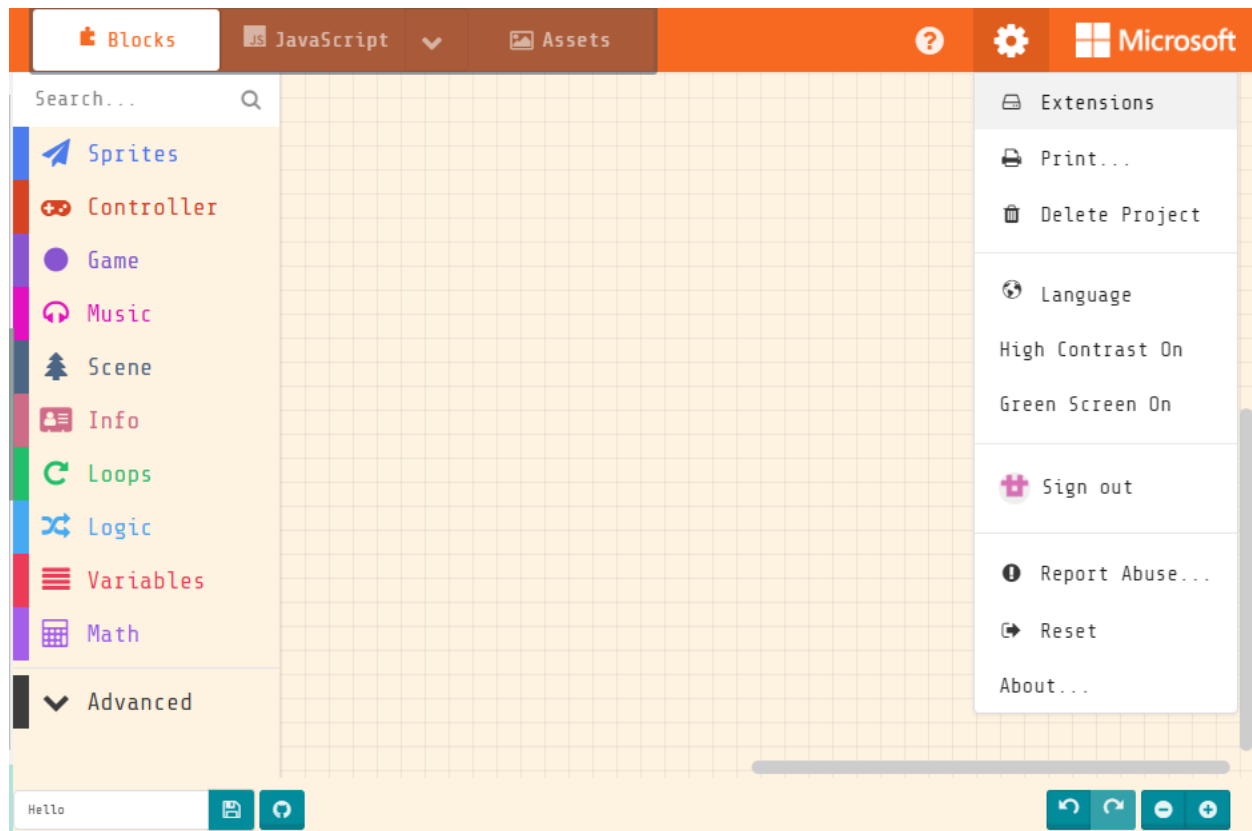 Blocks
JS JavaScript
Assets
?
Microsoft
Search...
Sprites
Controller
Game
Music
Scene
Info
Loops
Logic
Variables
Math
Advanced
Extensions
Print...
Delete Project
Language
High Contrast On
Green Screen On
Sign out
Report Abuse...
Reset
About...
Hello